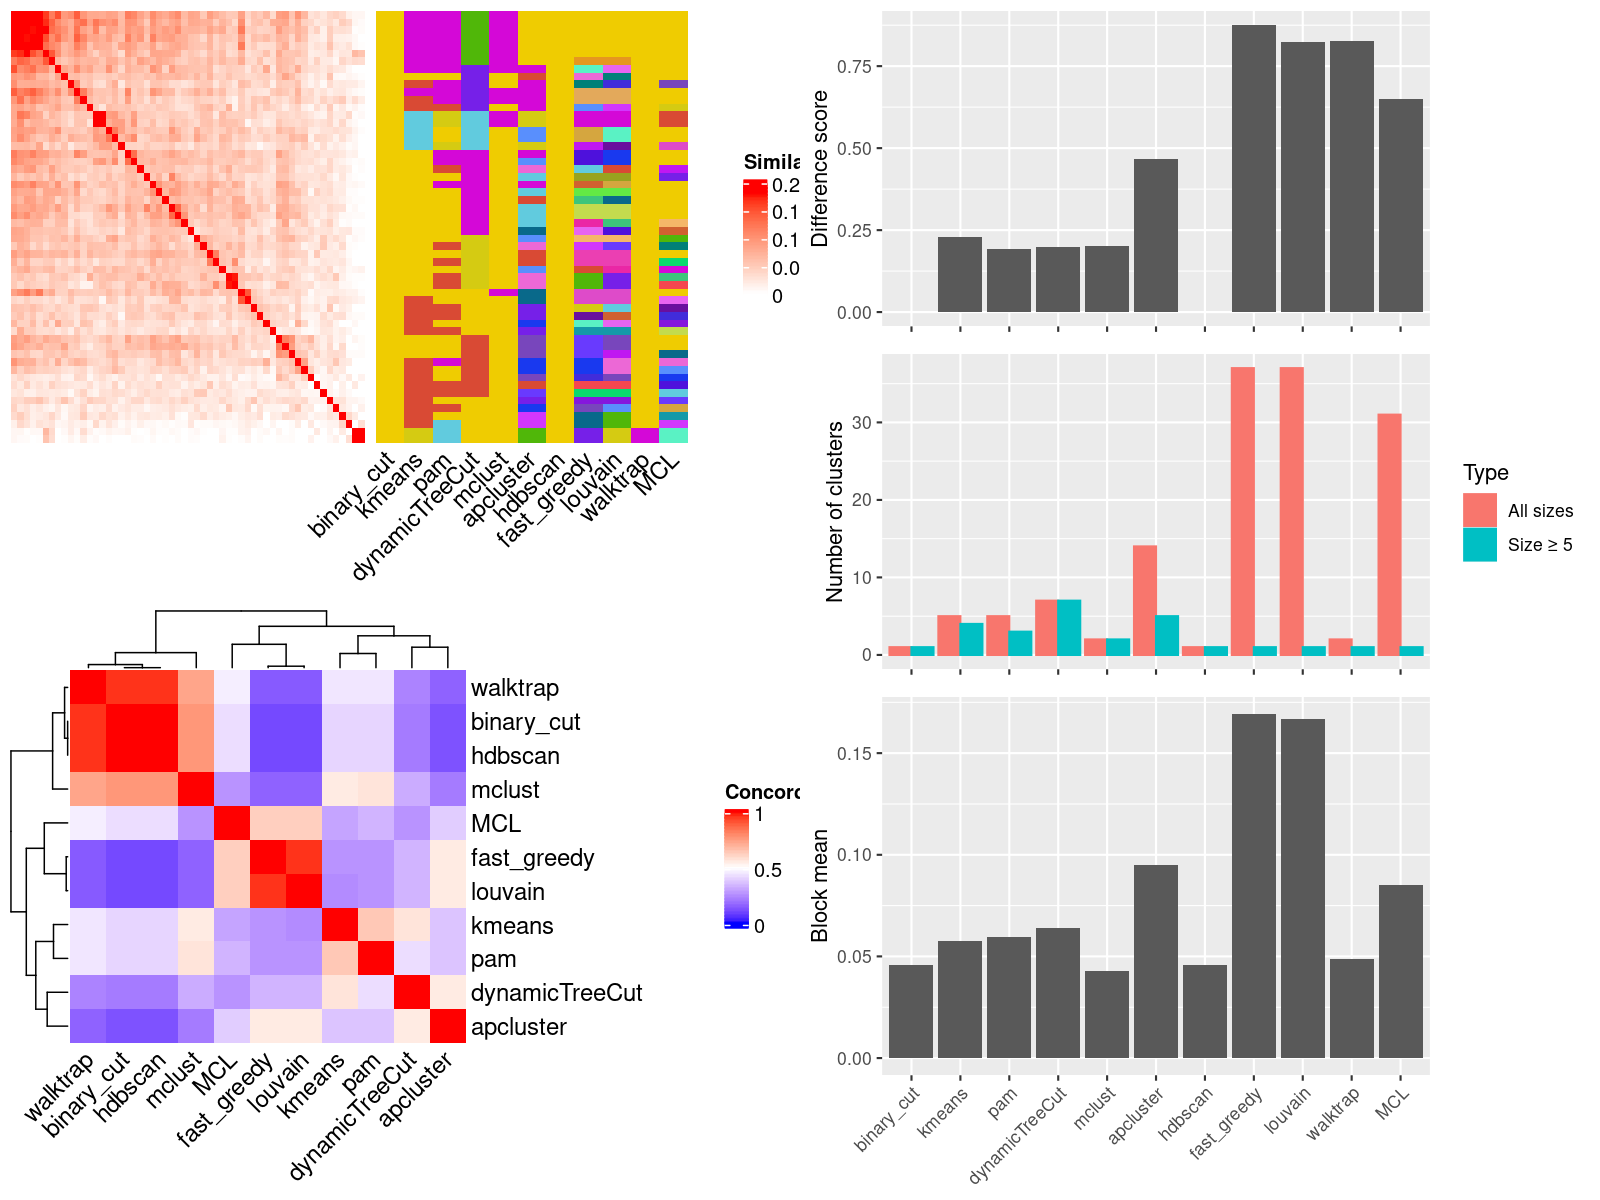 Simila
0.2
0.1
0.1
0.0
0
binary_cut
kmeans
pam
dynamicTreeCut
mclust
apcluster
hdbscan
fast_greedy
louvain
walktrap
MCL
walktrap
binary_cut
hdbscan
mclust
MCL
fast_greedy
louvain
kmeans
pam
dynamicTreeCut
apcluster
Concord
1
0.5
0
walktrap
binary_cut
hdbscan
mclust
MCL
fast_greedy
louvain
kmeans
pam
dynamicTreeCut
apcluster
Difference score
0.75
0.50
0.25
0.00
Number of clusters
30
20
10
0
Type
All sizes
Size ≥ 5
Block mean
0.15
0.10
0.05
0.00
binary_cut
kmeans
pam
dynamicTreeCut
mclust
apcluster
hdbscan
fast_greedy
louvain
walktrap
MCL